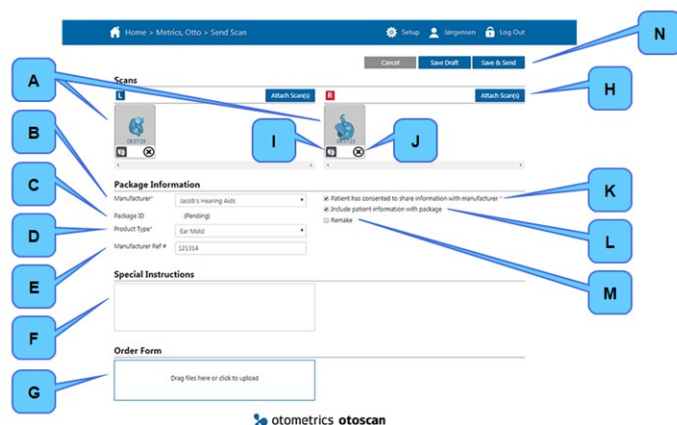 Home > Metrics, Otto > Send Scan Setup Jørgensen Log Out
N
Cancel Save Draft Save & Send
A
Scans
L Attach Scan(s) R Attach Scan(s)
H
B
I
J
C
Package Information
K
Manufacturer* Jacob's Hearing Aids
Patient has consented to share information with manufacturer *
Package ID (Pending)
Include patient information with package
D
Product Type* Ear Mold
Remake
L
Manufacturer Ref # 121314
E
Special Instructions
M
F
Order Form
G
Drag files here or click to upload
otometrics otoscan